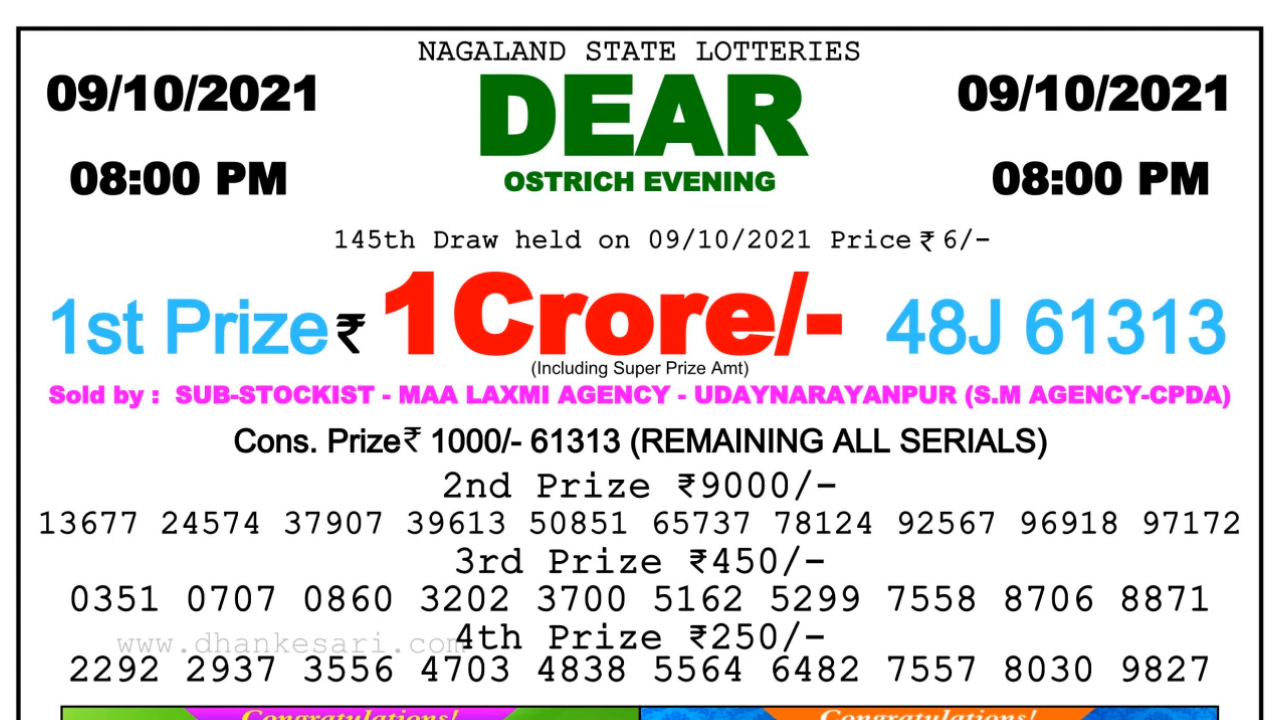 NAGALAND STATE LOTTERIES
09/10/2021 DEAR 09/10/2021
08:00 PM OSTRICH EVENING 08:00 PM
145th Draw held on 09/10/2021 Price ₹ 6/-
1st Prize ₹ 1Crore/- 48J 61313
(Including Super Prize Amt)
Sold by : SUB-STOCKIST - MAA LAXMI AGENCY - UDAYNARAYANPUR (S.M AGENCY-CPDA)
Cons. Prize₹ 1000/- 61313 (REMAINING ALL SERIALS)
2nd Prize ₹9000/-
13677 24574 37907 39613 50851 65737 78124 92567 96918 97172
3rd Prize ₹450/-
0351 0707 0860 3202 3700 5162 5299 7558 8706 8871
www.dhankesari.com
4th Prize ₹250/-
2292 2937 3556 4703 4838 5564 6482 7557 8030 9827
Congratulations! Congratulations!